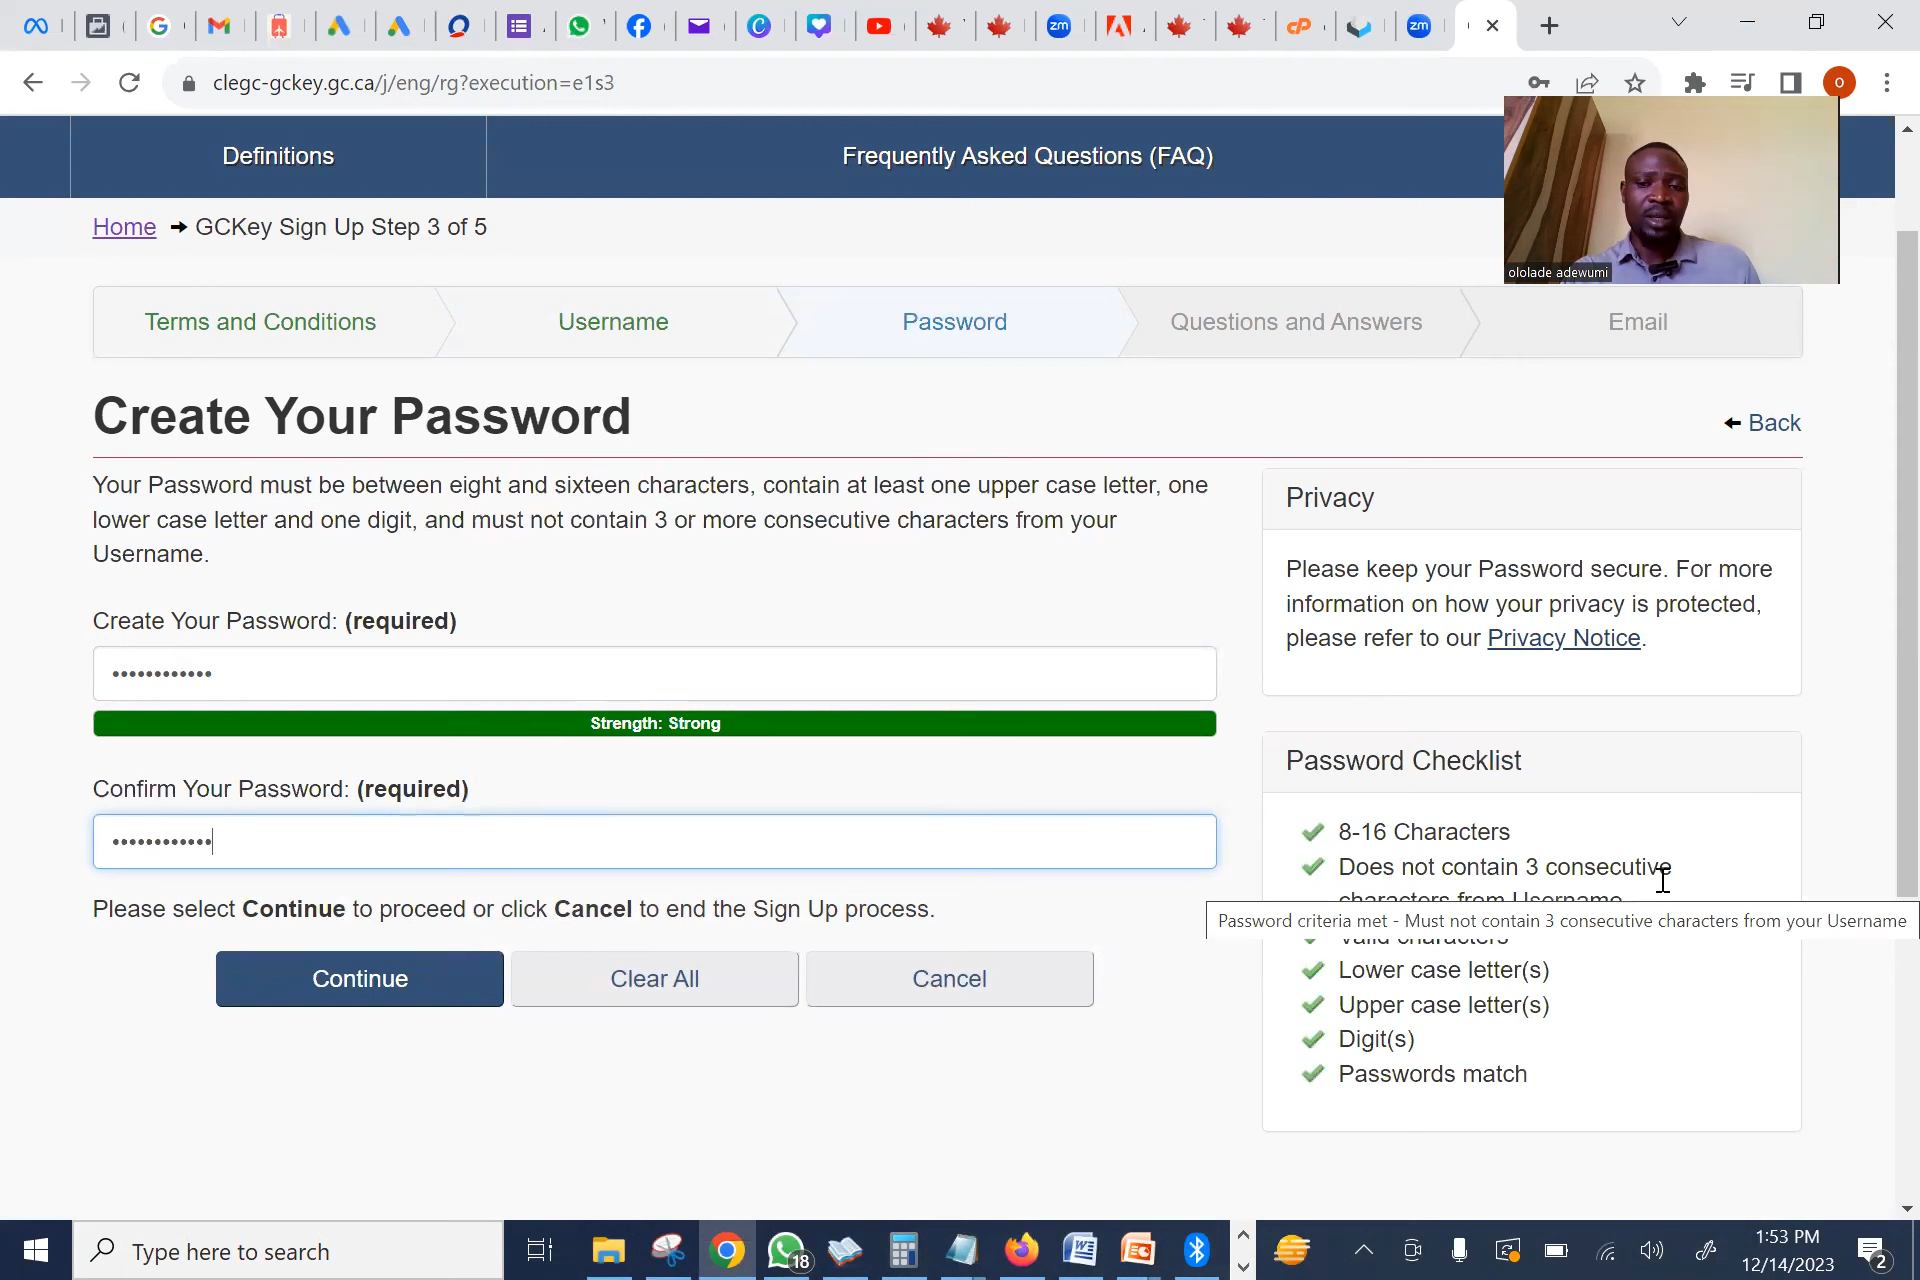 clegc-gckey.gc.ca/j/eng/rg?execution=e1s3
Definitions
Frequently Asked Questions (FAQ)
ololade adewumi
Home → GCKey Sign Up Step 3 of 5
Terms and Conditions
Username
Password
Questions and Answers
Email
Create Your Password
← Back
Your Password must be between eight and sixteen characters, contain at least one upper case letter, one
lower case letter and one digit, and must not contain 3 or more consecutive characters from your
Username.
Create Your Password: (required)
••••••••••••
Strength: Strong
Confirm Your Password: (required)
••••••••••••
Please select Continue to proceed or click Cancel to end the Sign Up process.
Continue
Clear All
Cancel
Privacy
Please keep your Password secure. For more
information on how your privacy is protected,
please refer to our Privacy Notice.
Password Checklist
8-16 Characters
Does not contain 3 consecutive
characters from Username
Password criteria met - Must not contain 3 consecutive characters from your Username
Valid characters
Lower case letter(s)
Upper case letter(s)
Digit(s)
Passwords match
Type here to search
18
1:53 PM
12/14/2023
2